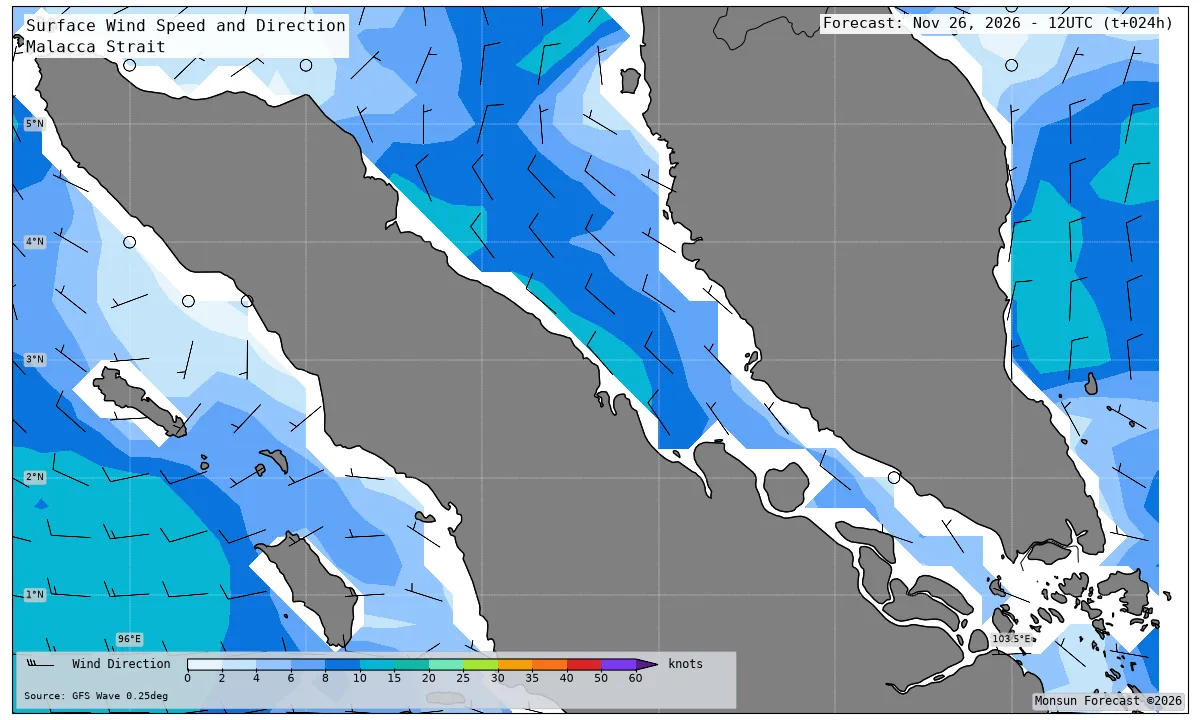 Surface Wind Speed and Direction
Malacca Strait
Forecast: Nov 26, 2026 - 12UTC (t+024h)
5°N
4°N
3°N
2°N
1°N
96°E
103.5°E
Wind Direction
knots
0 2 4 6 8 10 15 20 25 30 35 40 50 60
Source: GFS Wave 0.25deg
Monsun Forecast ©2026